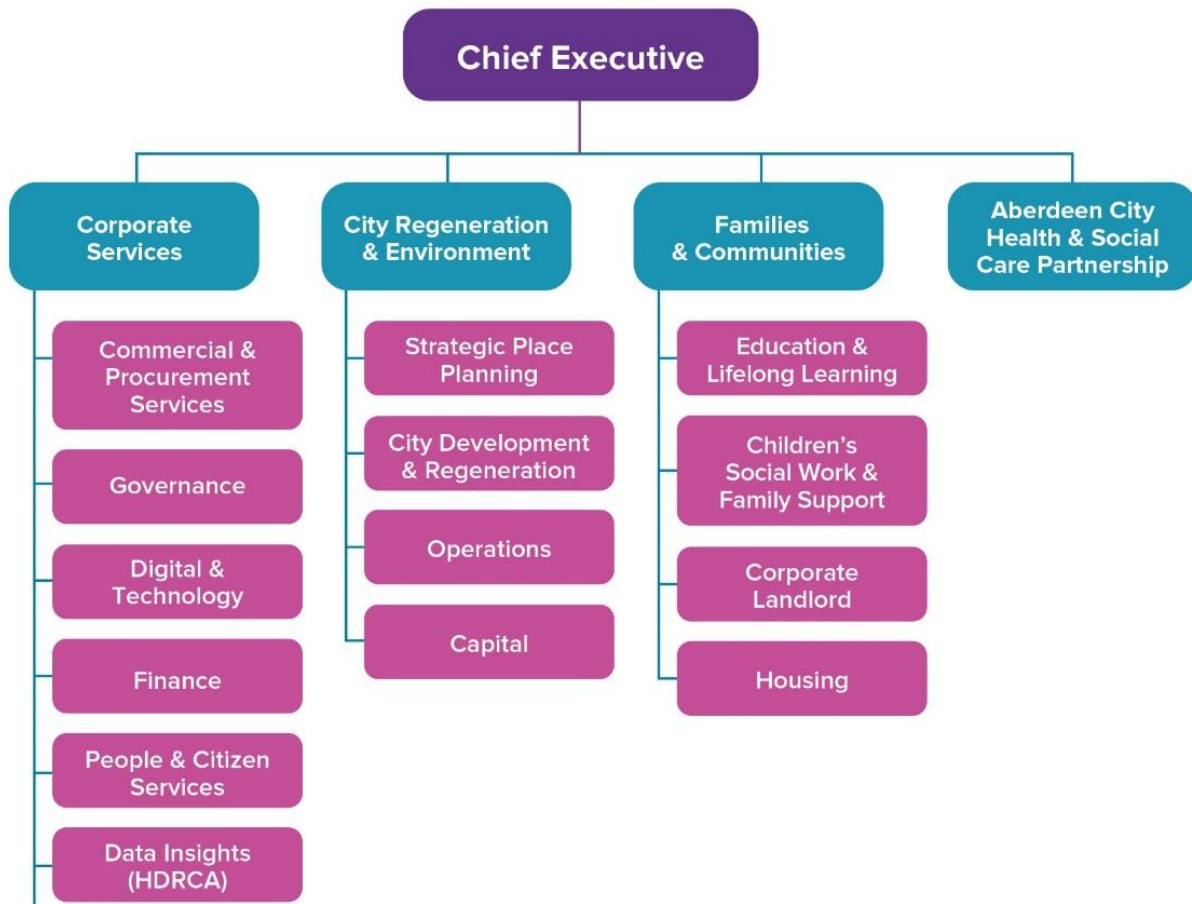 Chief Executive
Corporate
Services
City Regeneration
& Environment
Families
& Communities
Aberdeen City
Health & Social
Care Partnership
Commercial &
Procurement
Services
Governance
Digital &
Technology
Finance
People & Citizen
Services
Data Insights
(HDRCA)
Strategic Place
Planning
City Development
& Regeneration
Operations
Capital
Education &
Lifelong Learning
Children’s
Social Work &
Family Support
Corporate
Landlord
Housing